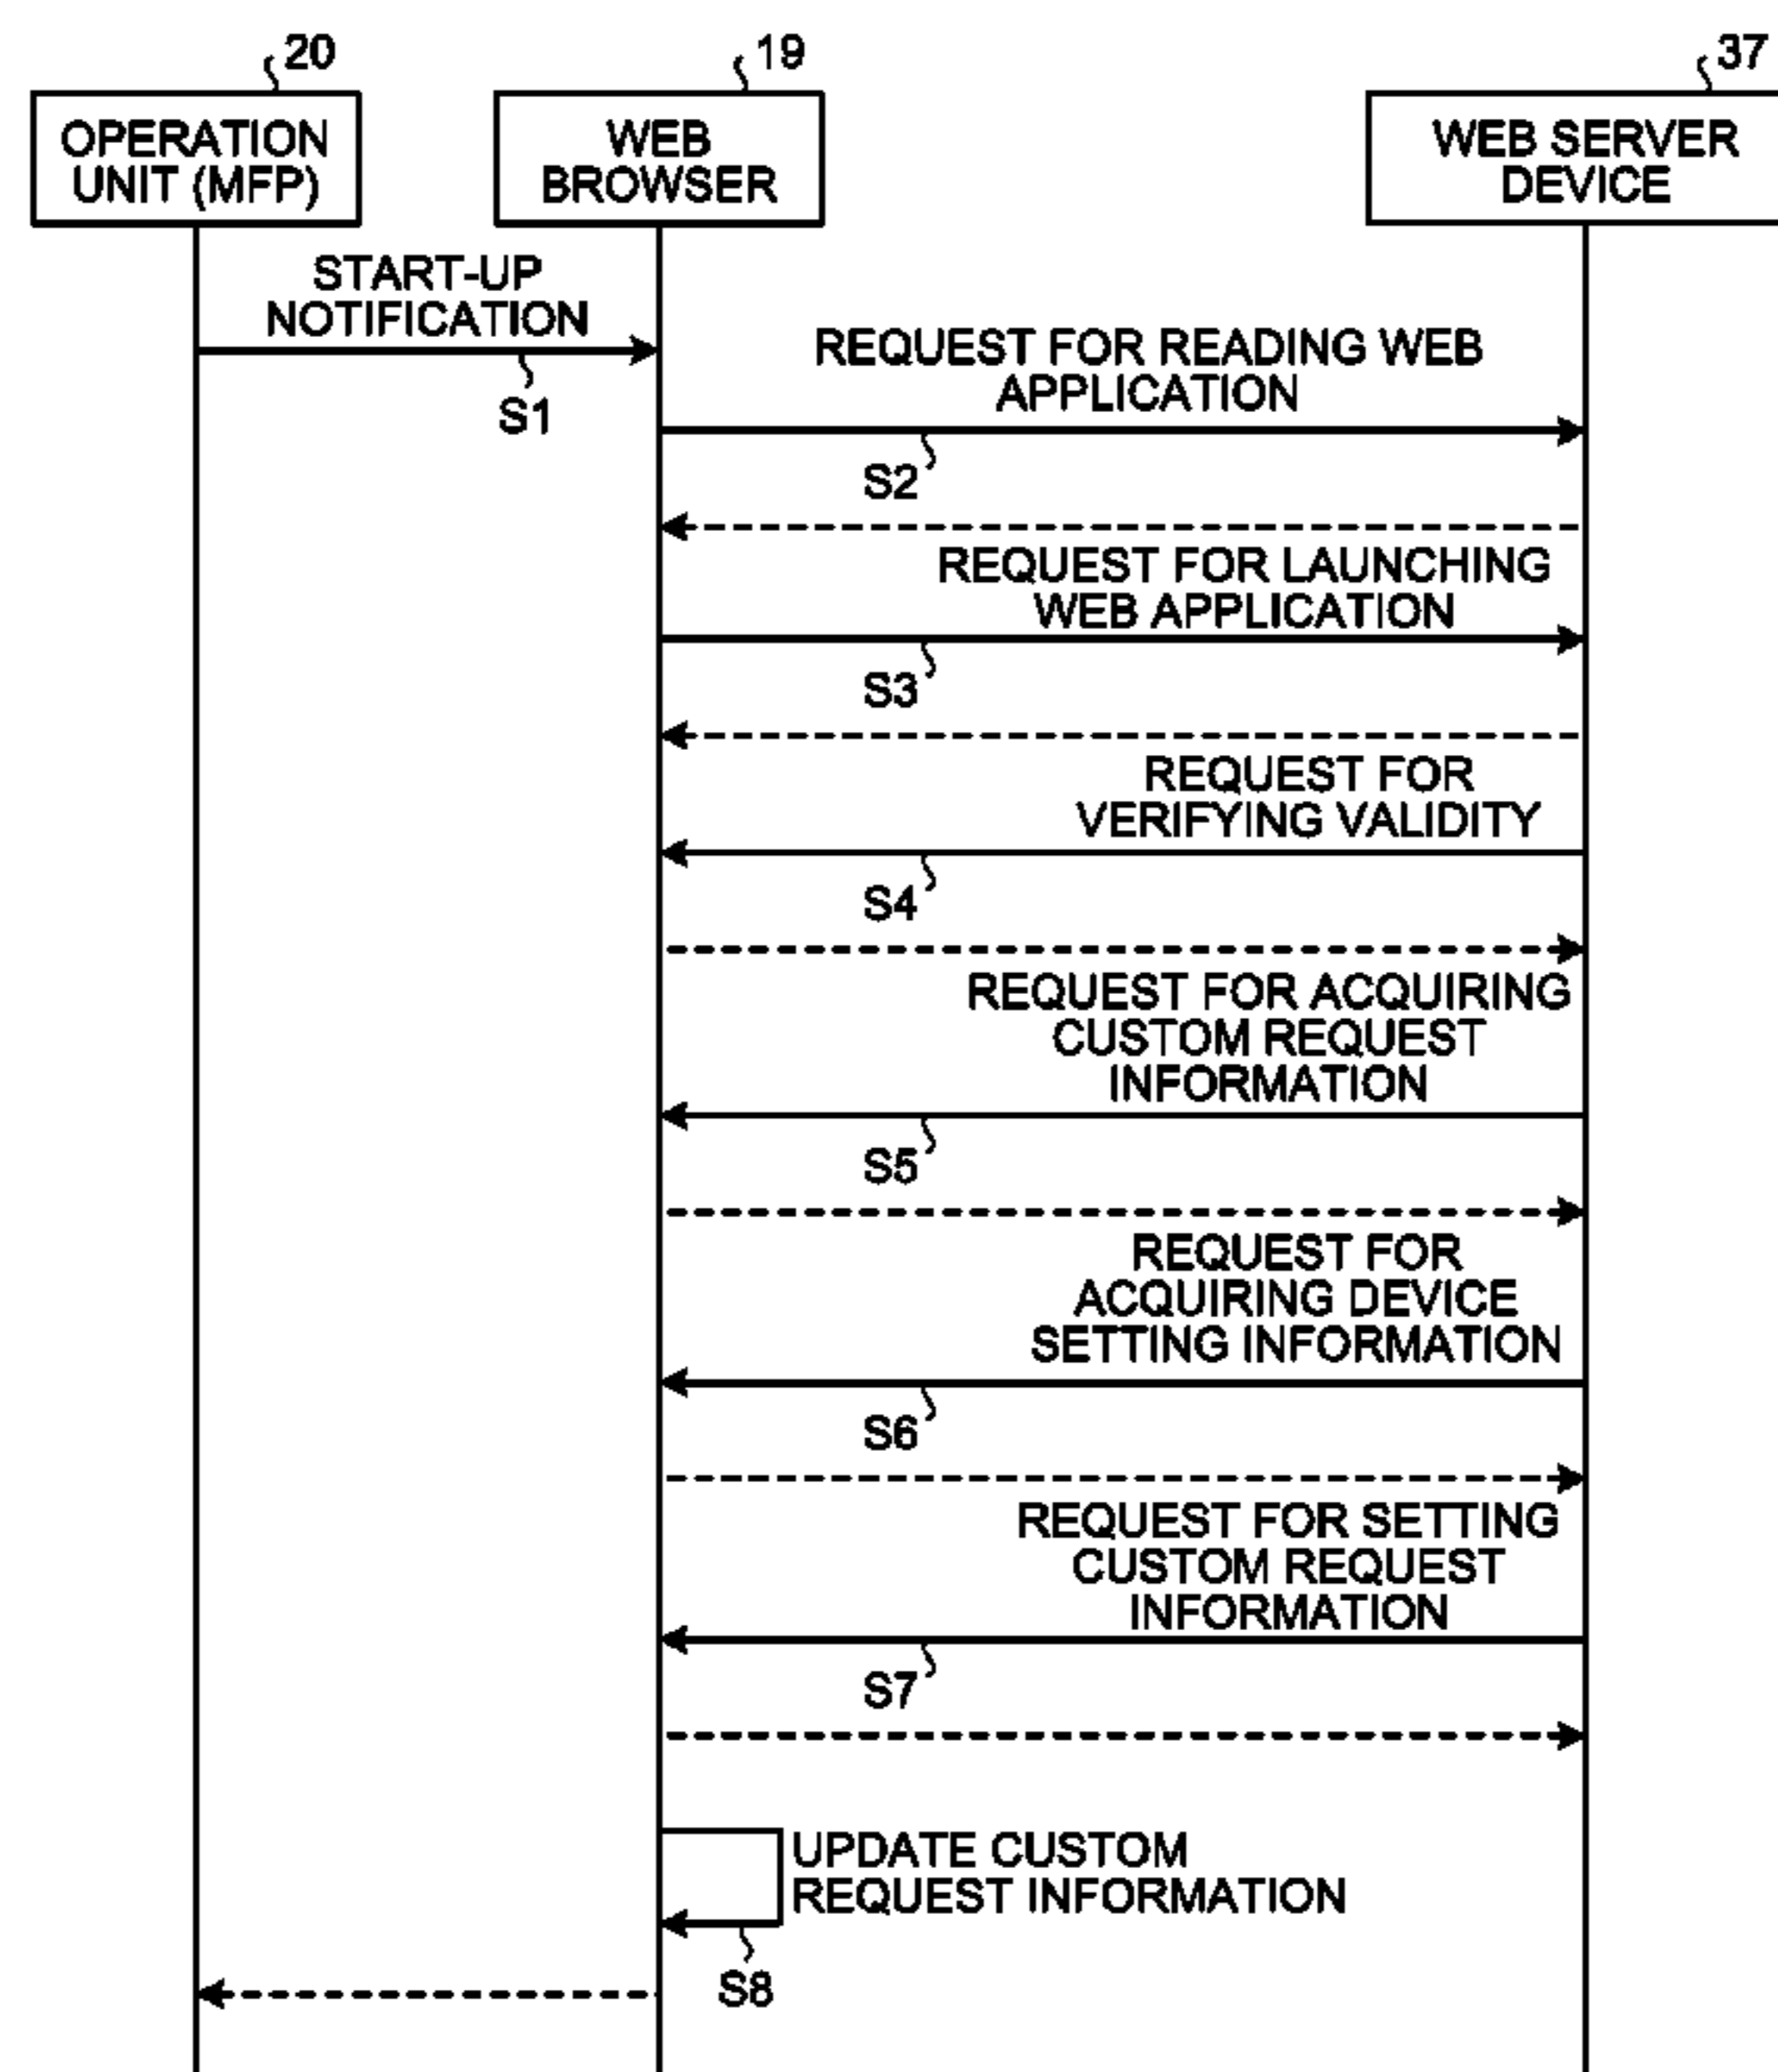 20
19
37
OPERATION
UNIT (MFP)
WEB
BROWSER
WEB SERVER
DEVICE
START-UP
NOTIFICATION
S1
REQUEST FOR READING WEB
APPLICATION
S2
REQUEST FOR LAUNCHING
WEB APPLICATION
S3
REQUEST FOR
VERIFYING VALIDITY
S4
REQUEST FOR ACQUIRING
CUSTOM REQUEST
INFORMATION
S5
REQUEST FOR
ACQUIRING DEVICE
SETTING INFORMATION
S6
REQUEST FOR SETTING
CUSTOM REQUEST
INFORMATION
S7
UPDATE CUSTOM
REQUEST INFORMATION
S8